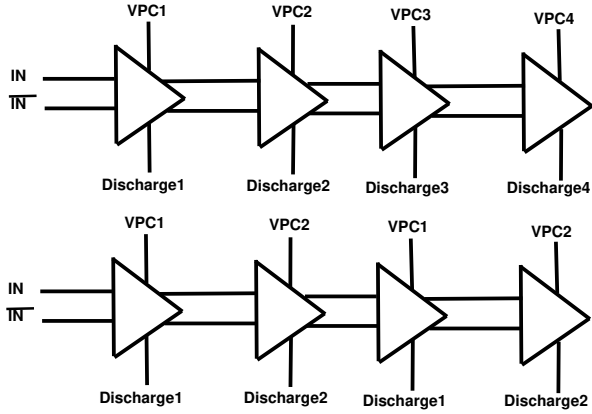 VPC1 VPC2 VPC3 VPC4
IN
IN
Discharge1 Discharge2 Discharge3 Discharge4
VPC1 VPC2 VPC1 VPC2
IN
IN
Discharge1 Discharge2 Discharge1 Discharge2